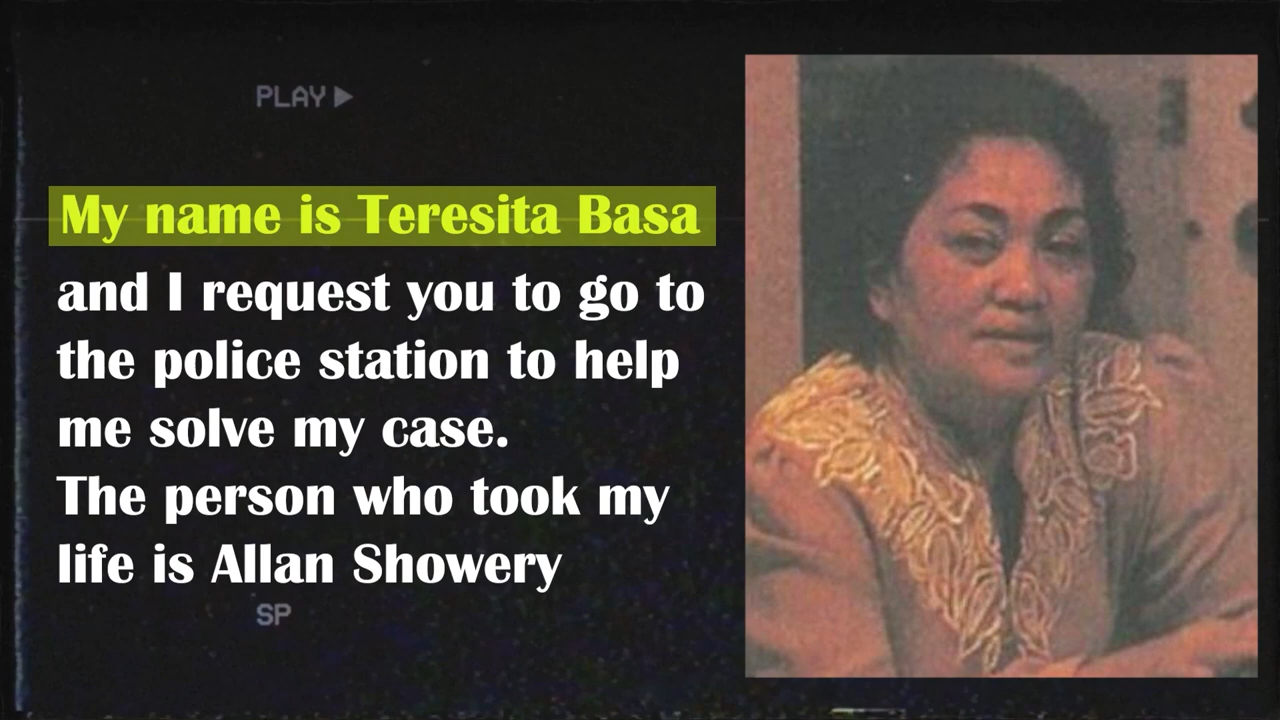 PLAY
My name is Teresita Basa
and I request you to go to
the police station to help
me solve my case.
The person who took my
life is Allan Showery
SP